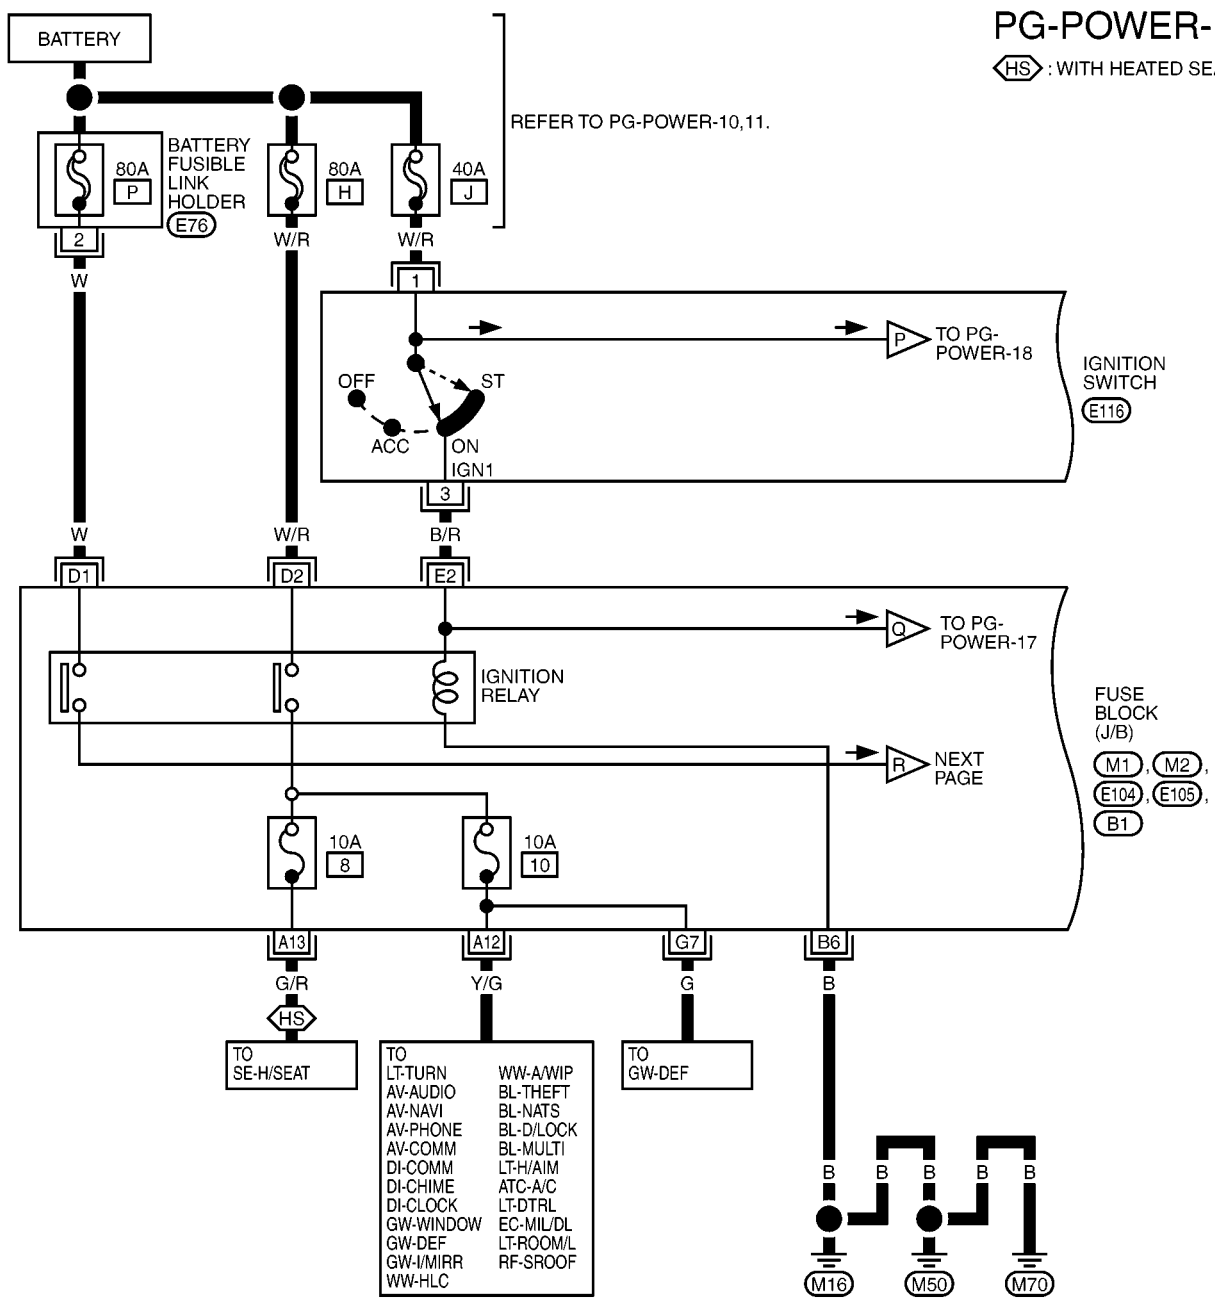 PG-POWER-
HS : WITH HEATED SEA
BATTERY
REFER TO PG-POWER-10,11.
BATTERY
FUSIBLE
LINK
HOLDER
E76
80A
P
80A
H
40A
J
2
W
W/R
W/R
1
P
TO PG-
POWER-18
IGNITION
SWITCH
E116
OFF
ST
ACC
ON
IGN1
3
W
W/R
B/R
D1
D2
E2
Q
TO PG-
POWER-17
IGNITION
RELAY
FUSE
BLOCK
(J/B)
M1 , M2 ,
E104 , E105 ,
B1
R
NEXT
PAGE
10A
8
10A
10
A13
A12
G7
B6
G/R
Y/G
G
B
HS
TO
SE-H/SEAT
TO
LT-TURN
AV-AUDIO
AV-NAVI
AV-PHONE
AV-COMM
DI-COMM
DI-CHIME
DI-CLOCK
GW-WINDOW
GW-DEF
GW-I/MIRR
WW-HLC
WW-A/WIP
BL-THEFT
BL-NATS
BL-D/LOCK
BL-MULTI
LT-H/AIM
ATC-A/C
LT-DTRL
EC-MIL/DL
LT-ROOM/L
RF-SROOF
TO
GW-DEF
B
B
B
B
M16
M50
M70